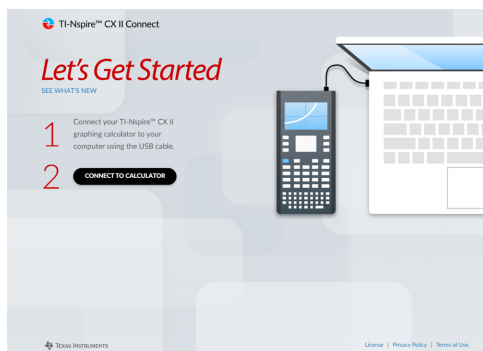 TI-Nspire™ CX II Connect
Let's Get Started
SEE WHAT'S NEW
1
Connect your TI-Nspire™ CX II
graphing calculator to your
computer using the USB cable.
2
CONNECT TO CALCULATOR
TEXAS INSTRUMENTS
License | Privacy Policy | Terms of Use